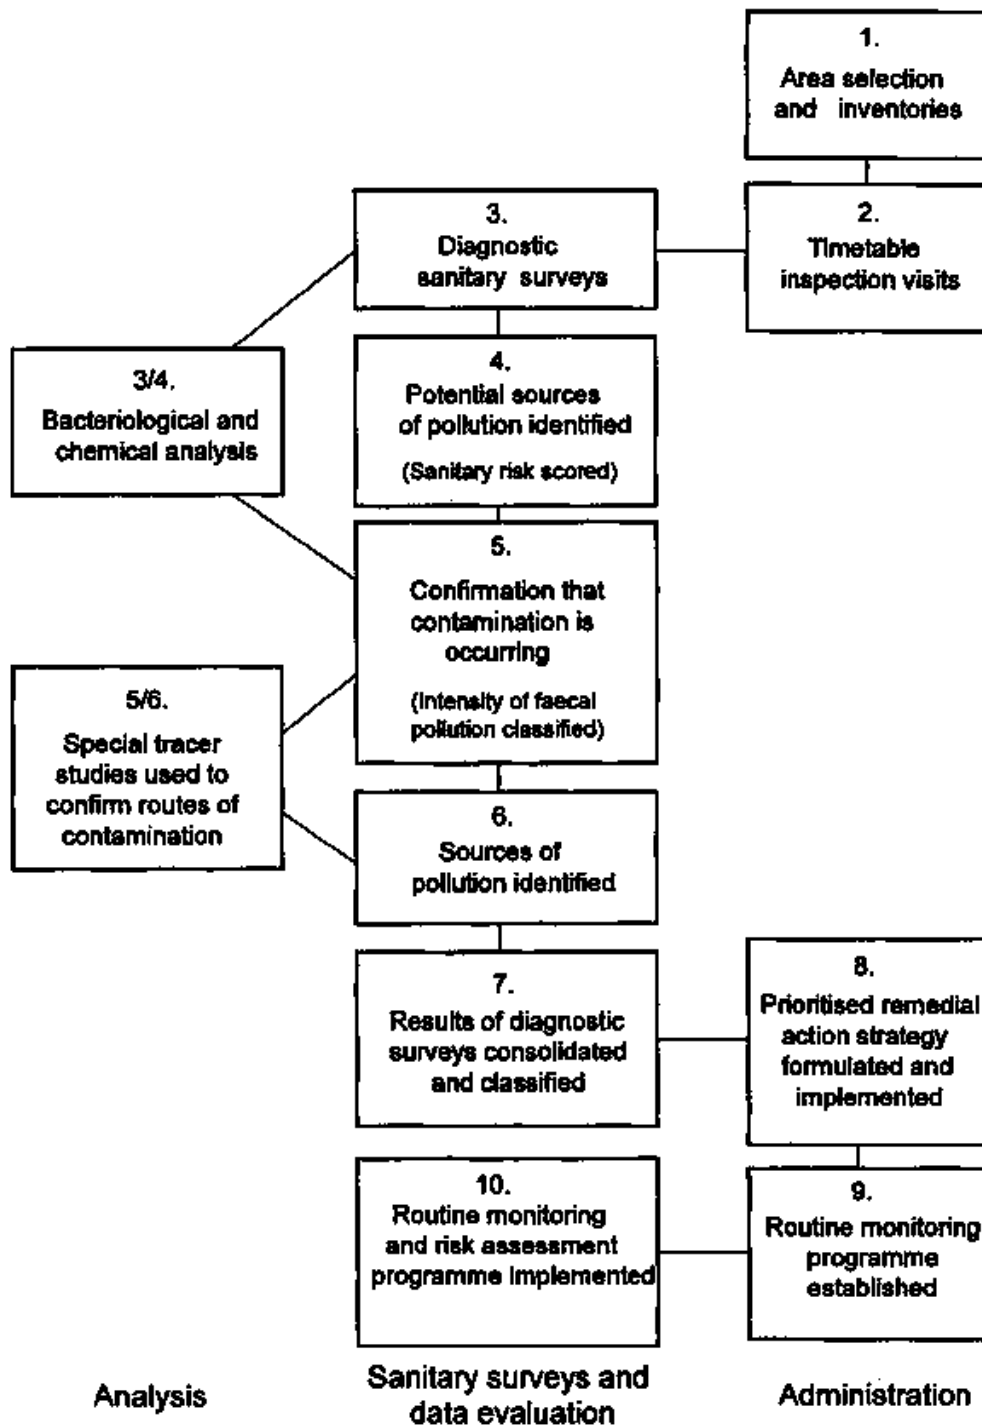 1.
Area selection
and inventories
2.
Timetable
inspection visits
3.
Diagnostic
sanitary surveys
3/4.
Bacteriological and
chemical analysis
4.
Potential sources
of pollution identified
(Sanitary risk scored)
5.
Confirmation that
contamination is
occurring
(Intensity of faecal
pollution classified)
5/6.
Special tracer
studies used to
confirm routes of
contamination
6.
Sources of
pollution identified
7.
Results of diagnostic
surveys consolidated
and classified
8.
Prioritised remedial
action strategy
formulated and
implemented
9.
Routine monitoring
programme
established
10.
Routine monitoring
and risk assessment
programme implemented
Analysis
Sanitary surveys and
data evaluation
Administration